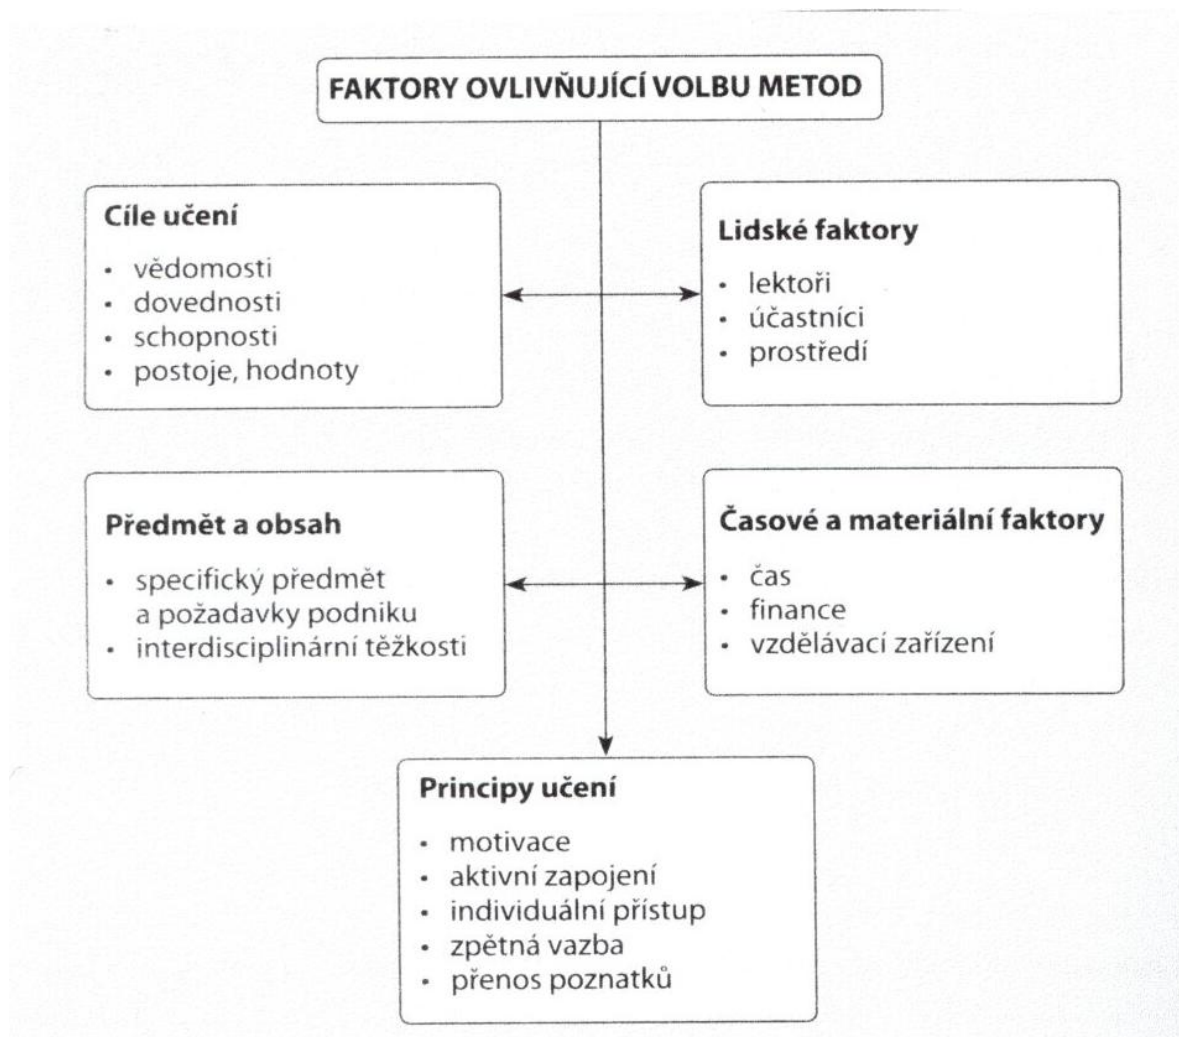 FAKTORY OVLIVŇUJÍCÍ VOLBU METOD
Cíle učení
• vědomosti
• dovednosti
• schopnosti
• postoje, hodnoty
Lidské faktory
• lektoři
• účastníci
• prostředí
Předmět a obsah
• specifický předmět
a požadavky podniku
• interdisciplinární těžkosti
Časové a materiální faktory
• čas
• finance
• vzdělávací zařízení
Principy učení
• motivace
• aktivní zapojení
• individuální přístup
• zpětná vazba
• přenos poznatků